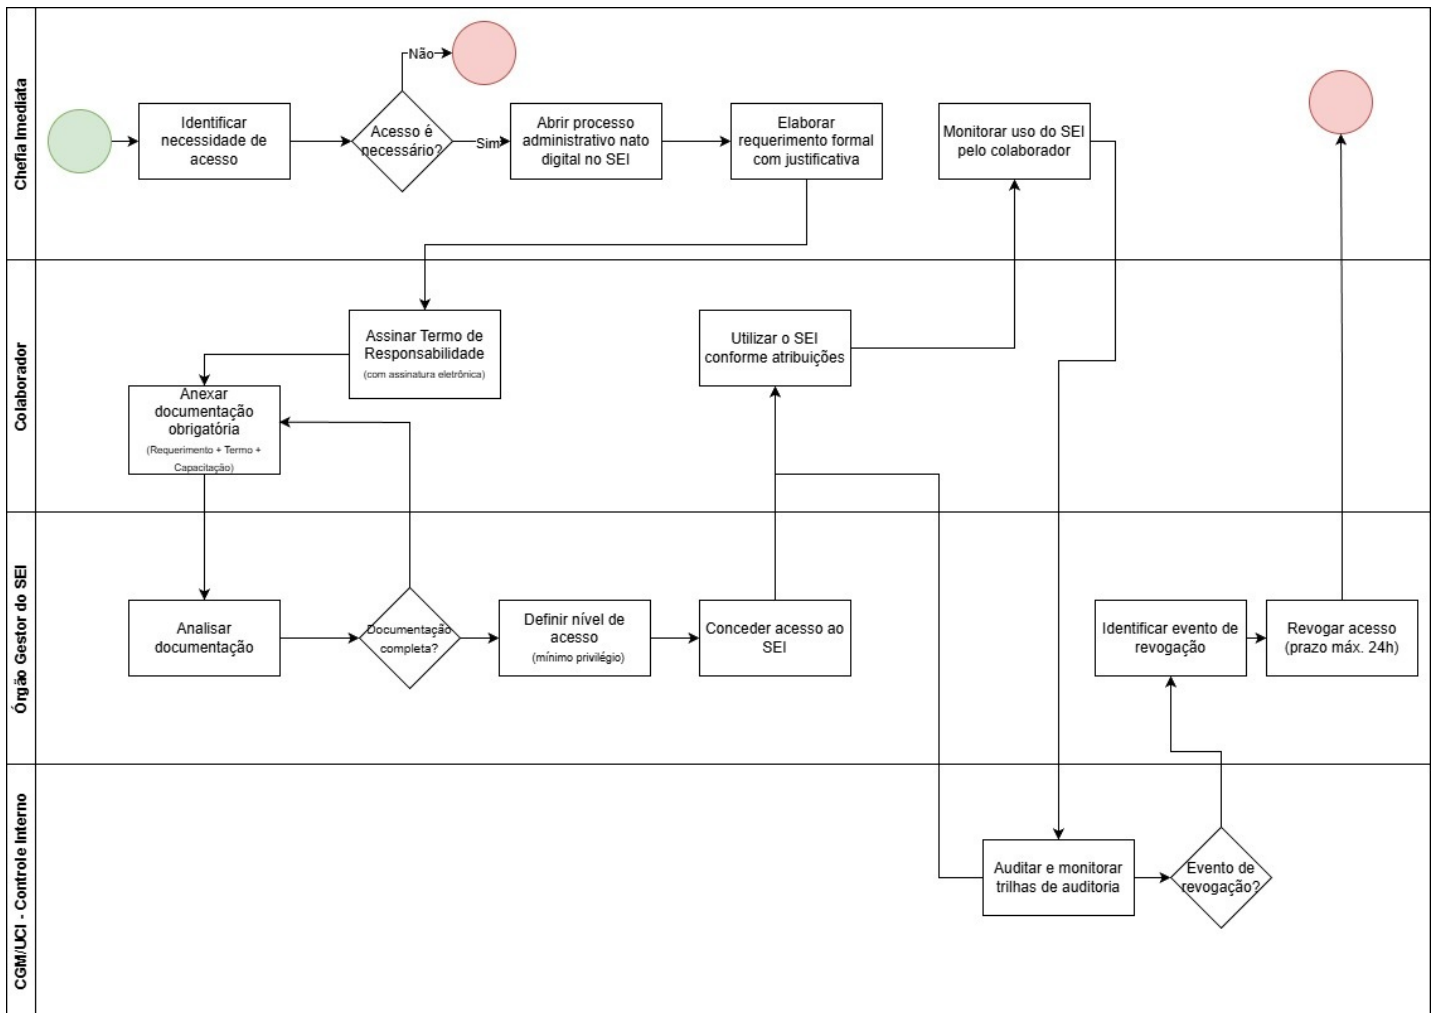 Chefia Imediata
Identificar
necessidade de
acesso
Acesso é
necessário?
Não
Sim
Abrir processo
administrativo nato
digital no SEI
Elaborar
requerimento formal
com justificativa
Monitorar uso do SEI
pelo colaborador
Colaborador
Assinar Termo de
Responsabilidade
(com assinatura eletrônica)
Anexar
documentação
obrigatória
(Requerimento + Termo +
Capacitação)
Utilizar o SEI
conforme atribuições
Órgão Gestor do SEI
Analisar
documentação
Documentação
completa?
Definir nível de
acesso
(mínimo privilégio)
Conceder acesso ao
SEI
Identificar evento de
revogação
Revogar acesso
(prazo máx. 24h)
CGM/UCI - Controle Interno
Auditar e monitorar
trilhas de auditoria
Evento de
revogação?